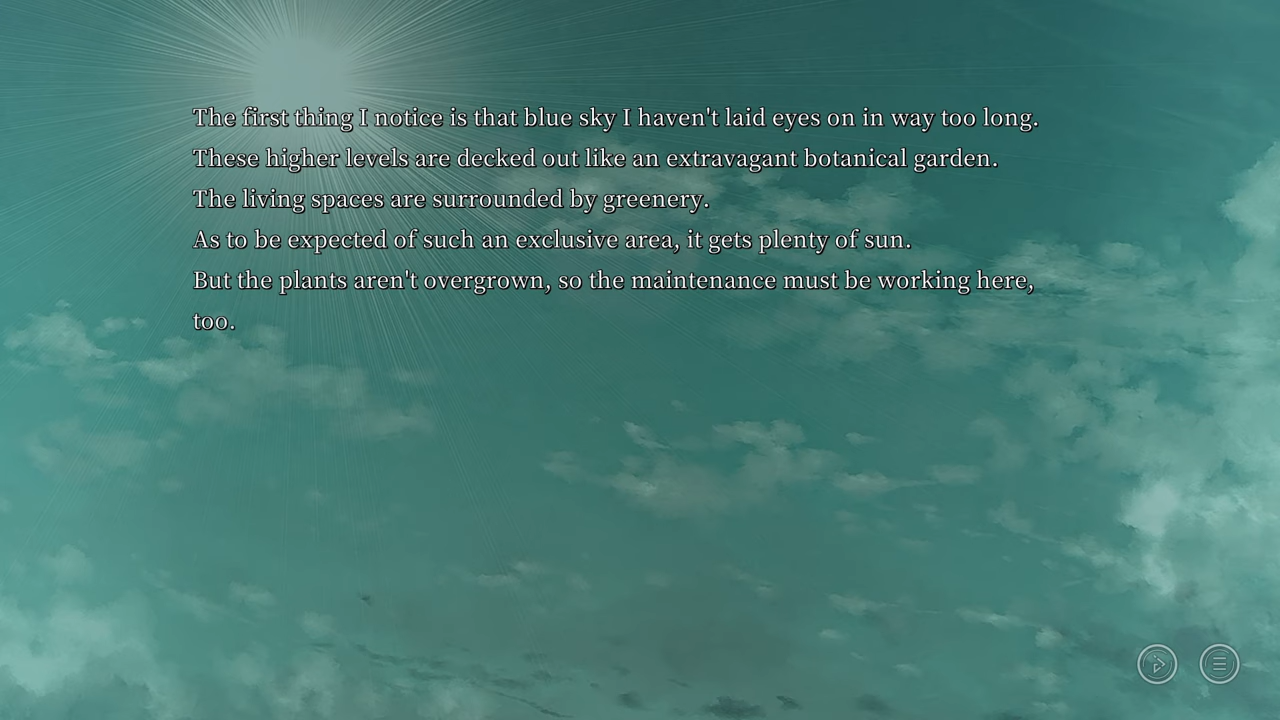 The first thing I notice is that blue sky I haven't laid eyes on in way too long.
These higher levels are decked out like an extravagant botanical garden.
The living spaces are surrounded by greenery.
As to be expected of such an exclusive area, it gets plenty of sun.
But the plants aren't overgrown, so the maintenance must be working here,
too.